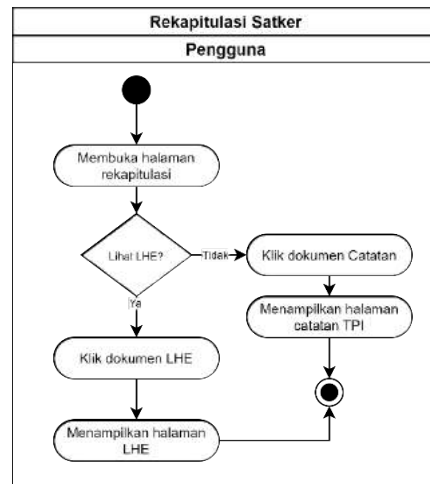 Rekapitulasi Satker
Pengguna
Membuka halaman
rekapitulasi
Lihat LHE?
Tidak
Klik dokumen Catatan
Menampilkan halaman
catatan TPI
Ya
Klik dokumen LHE
Menampilkan halaman
LHE